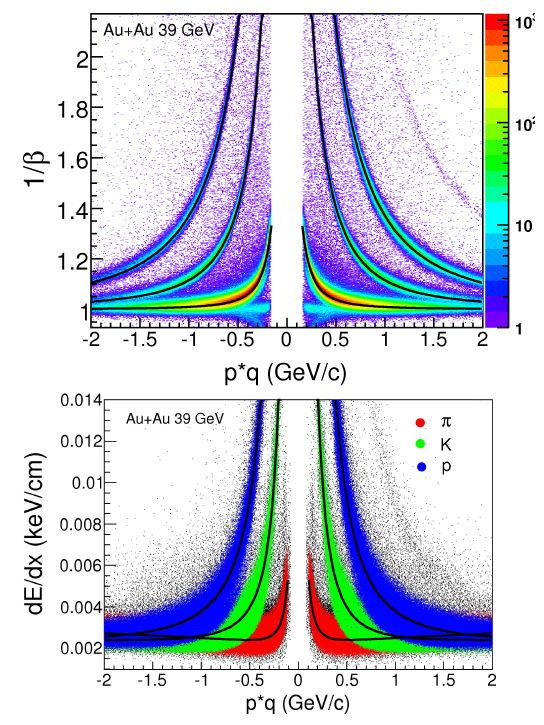 Au+Au 39 GeV
10³
2
1.8
10²
1/β
1.6
1.4
10
1.2
1
1
-2 -1.5 -1 -0.5 0 0.5 1 1.5 2
p*q (GeV/c)
0.014
Au+Au 39 GeV
π
0.012
K
p
0.01
dE/dx (keV/cm)
0.008
0.006
0.004
0.002
-2 -1.5 -1 -0.5 0 0.5 1 1.5 2
p*q (GeV/c)